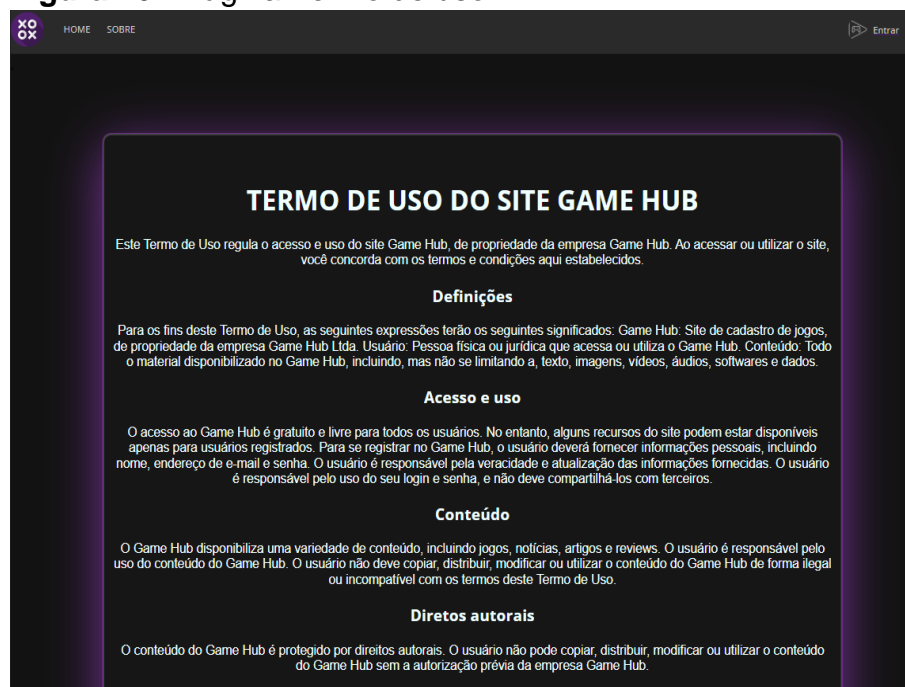 XO
OX
HOME SOBRE
Entrar
TERMO DE USO DO SITE GAME HUB
Este Termo de Uso regula o acesso e uso do site Game Hub, de propriedade da empresa Game Hub. Ao acessar ou utilizar o site,
você concorda com os termos e condições aqui estabelecidos.
Definições
Para os fins deste Termo de Uso, as seguintes expressões terão os seguintes significados: Game Hub: Site de cadastro de jogos,
de propriedade da empresa Game Hub Ltda. Usuário: Pessoa física ou jurídica que acessa ou utiliza o Game Hub. Conteúdo: Todo
o material disponibilizado no Game Hub, incluindo, mas não se limitando a, texto, imagens, vídeos, áudios, softwares e dados.
Acesso e uso
O acesso ao Game Hub é gratuito e livre para todos os usuários. No entanto, alguns recursos do site podem estar disponíveis
apenas para usuários registrados. Para se registrar no Game Hub, o usuário deverá fornecer informações pessoais, incluindo
nome, endereço de e-mail e senha. O usuário é responsável pela veracidade e atualização das informações fornecidas. O usuário
é responsável pelo uso do seu login e senha, e não deve compartilhá-los com terceiros.
Conteúdo
O Game Hub disponibiliza uma variedade de conteúdo, incluindo jogos, notícias, artigos e reviews. O usuário é responsável pelo
uso do conteúdo do Game Hub. O usuário não deve copiar, distribuir, modificar ou utilizar o conteúdo do Game Hub de forma ilegal
ou incompatível com os termos deste Termo de Uso.
Diretos autorais
O conteúdo do Game Hub é protegido por direitos autorais. O usuário não pode copiar, distribuir, modificar ou utilizar o conteúdo
do Game Hub sem a autorização prévia da empresa Game Hub.